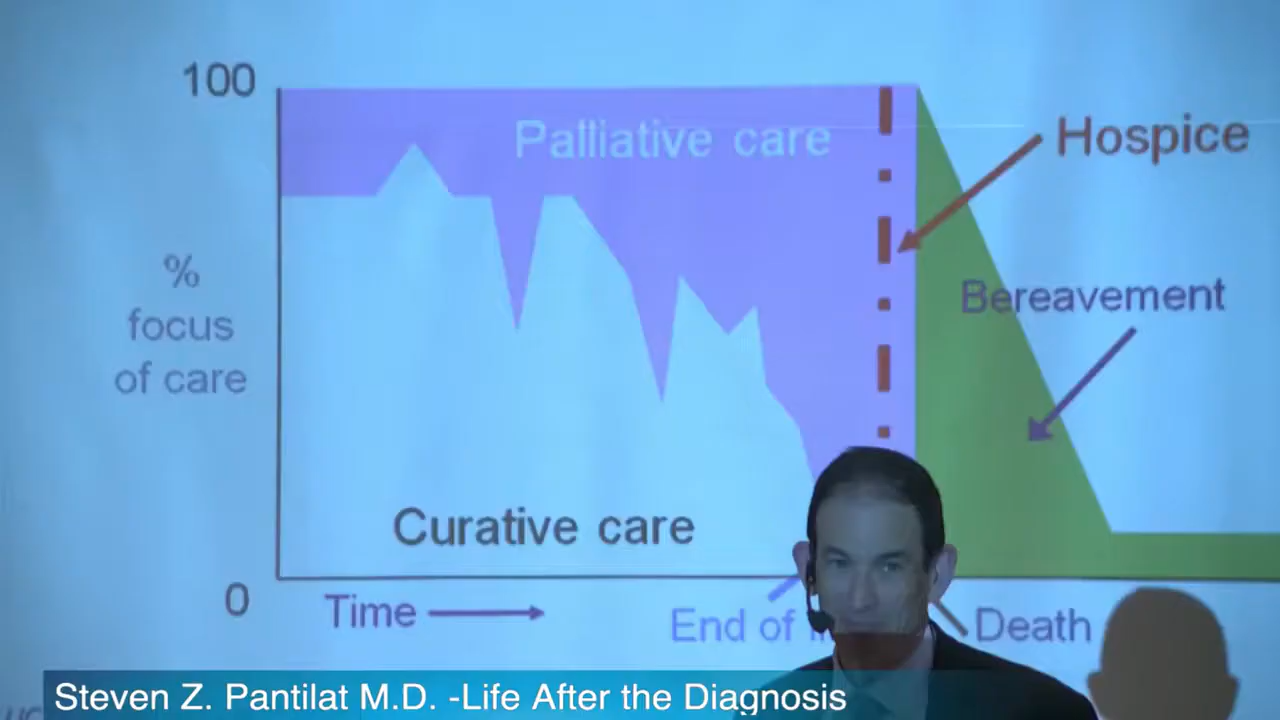 100
Palliative care
Hospice
%
focus
of care
Bereavement
Curative care
0
Time
End of
Death
Steven Z. Pantilat M.D. -Life After the Diagnosis